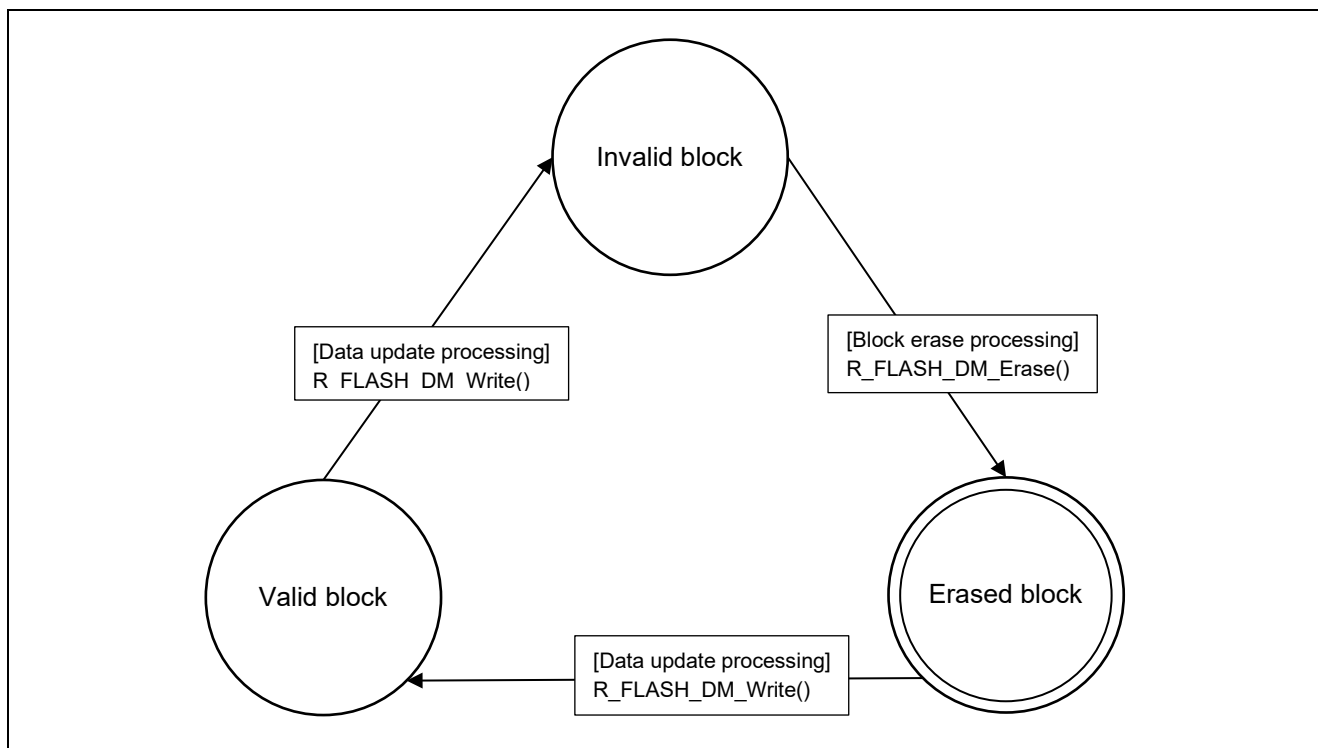 Invalid block
[Data update processing]
R_FLASH_DM_Write()
[Block erase processing]
R_FLASH_DM_Erase()
Valid block
Erased block
[Data update processing]
R_FLASH_DM_Write()